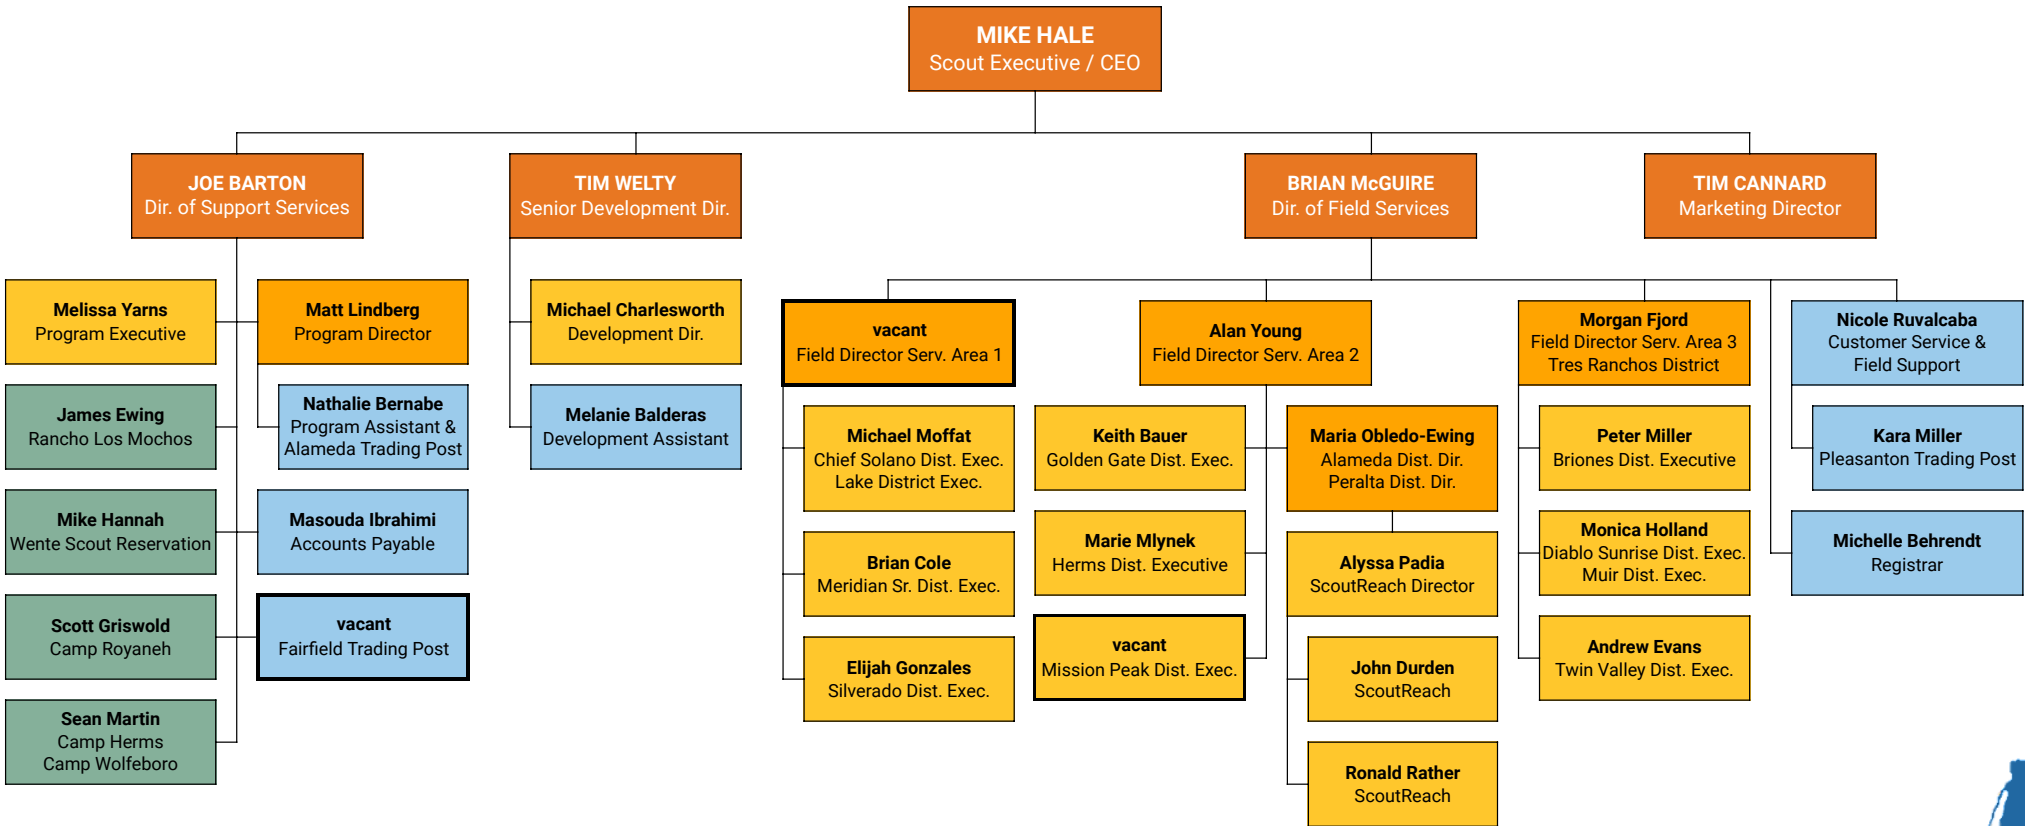 MIKE HALE
Scout Executive / CEO
JOE BARTON
Dir. of Support Services
TIM WELTY
Senior Development Dir.
BRIAN McGUIRE
Dir. of Field Services
TIM CANNARD
Marketing Director
Melissa Yarns
Program Executive
Matt Lindberg
Program Director
James Ewing
Rancho Los Mochos
Nathalie Bernabe
Program Assistant &
Alameda Trading Post
Mike Hannah
Wente Scout Reservation
Masouda Ibrahimi
Accounts Payable
Scott Griswold
Camp Royaneh
vacant
Fairfield Trading Post
Sean Martin
Camp Herms
Camp Wolfeboro
Michael Charlesworth
Development Dir.
Melanie Balderas
Development Assistant
vacant
Field Director Serv. Area 1
Michael Moffat
Chief Solano Dist. Exec.
Lake District Exec.
Brian Cole
Meridian Sr. Dist. Exec.
Elijah Gonzales
Silverado Dist. Exec.
Alan Young
Field Director Serv. Area 2
Keith Bauer
Golden Gate Dist. Exec.
Maria Obledo-Ewing
Alameda Dist. Dir.
Peralta Dist. Dir.
Marie Mlynek
Herms Dist. Executive
Alyssa Padia
ScoutReach Director
vacant
Mission Peak Dist. Exec.
John Durden
ScoutReach
Ronald Rather
ScoutReach
Morgan Fjord
Field Director Serv. Area 3
Tres Ranchos District
Peter Miller
Briones Dist. Executive
Monica Holland
Diablo Sunrise Dist. Exec.
Muir Dist. Exec.
Andrew Evans
Twin Valley Dist. Exec.
Nicole Ruvalcaba
Customer Service &
Field Support
Kara Miller
Pleasanton Trading Post
Michelle Behrendt
Registrar